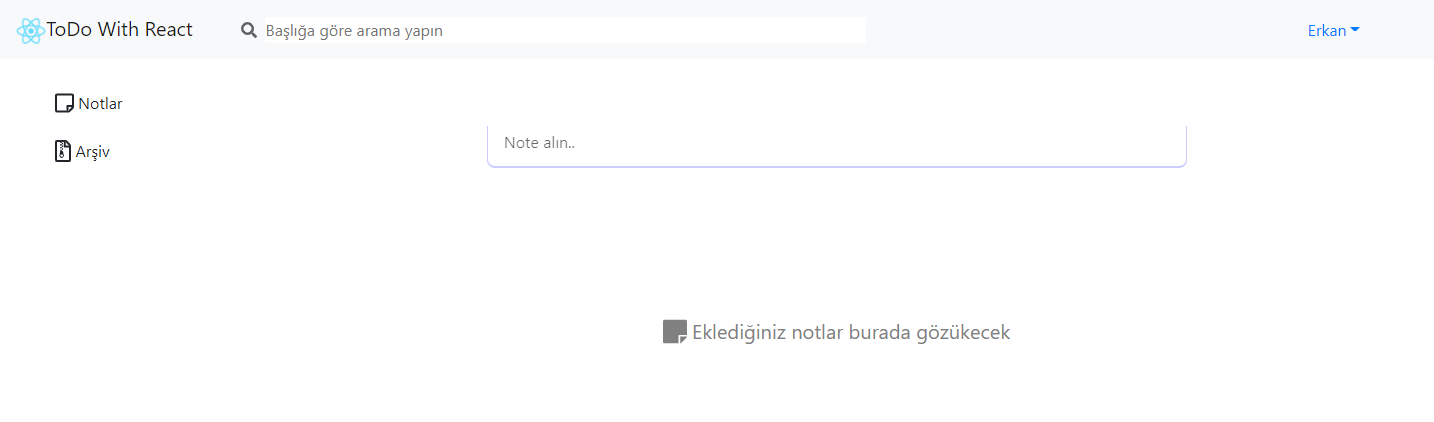 ToDo With React
Başlığa göre arama yapın
Erkan
Notlar
Arşiv
Note alın..
Eklediğiniz notlar burada gözükecek